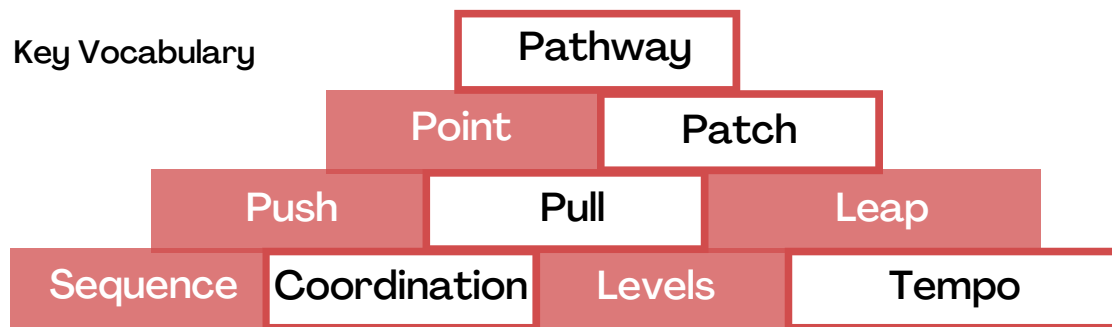 Pathway
Key Vocabulary
Point Patch
Push Pull Leap
Sequence Coordination Levels Tempo